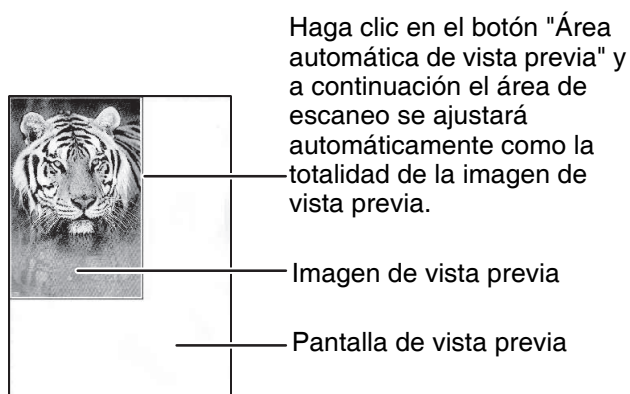 Haga clic en el botón "Área
automática de vista previa" y
a continuación el área de
escaneo se ajustará
automáticamente como la
totalidad de la imagen de
vista previa.
Imagen de vista previa
Pantalla de vista previa